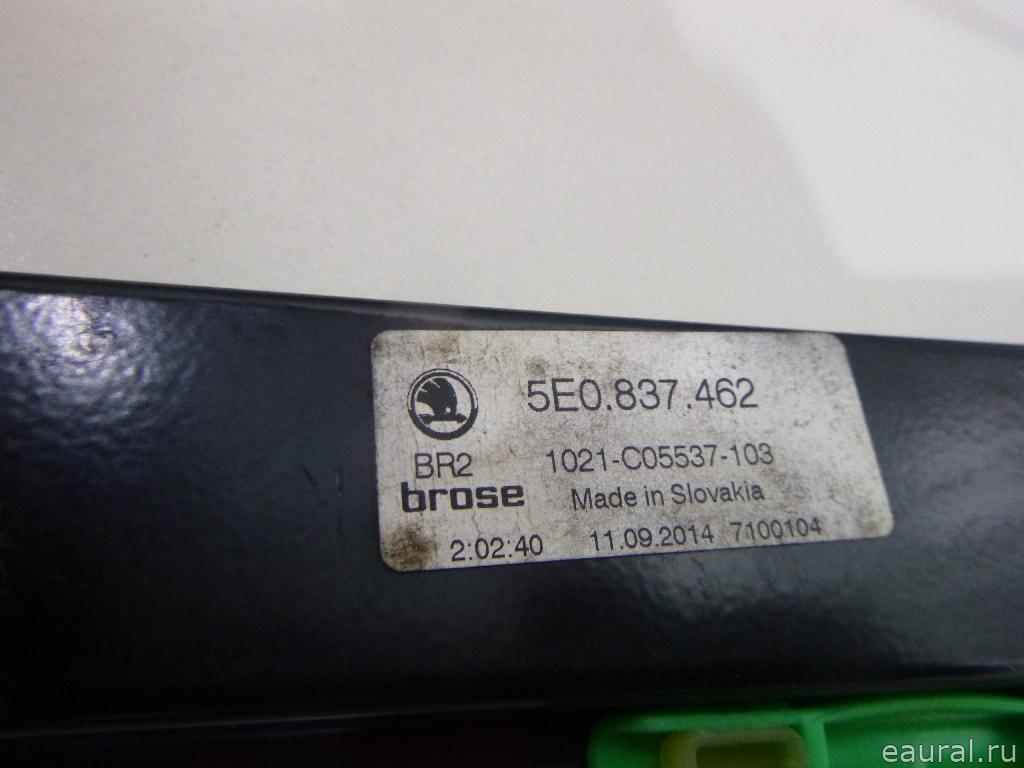 5E0.837.462
BR2 1021-C05537-103
brose Made in Slovakia
2:02:40 11.09.2014 7100104
eaural.ru